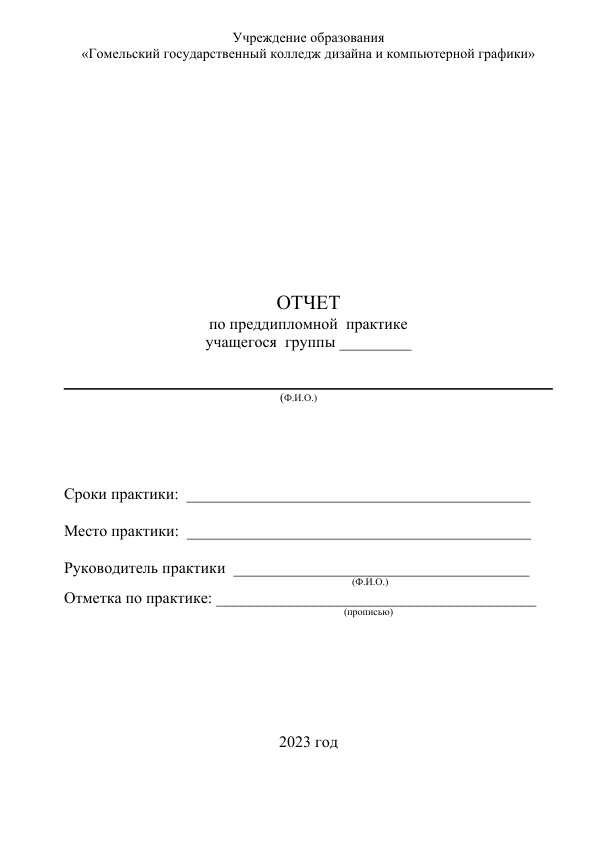 Учреждение образования
«Гомельский государственный колледж дизайна и компьютерной графики»
ОТЧЕТ
по преддипломной практике
учащегося группы _________
(Ф.И.О.)
Сроки практики: ___________________________________________
Место практики: ___________________________________________
Руководитель практики _____________________________________
(Ф.И.О.)
Отметка по практике: ________________________________________
(прописью)
2023 год